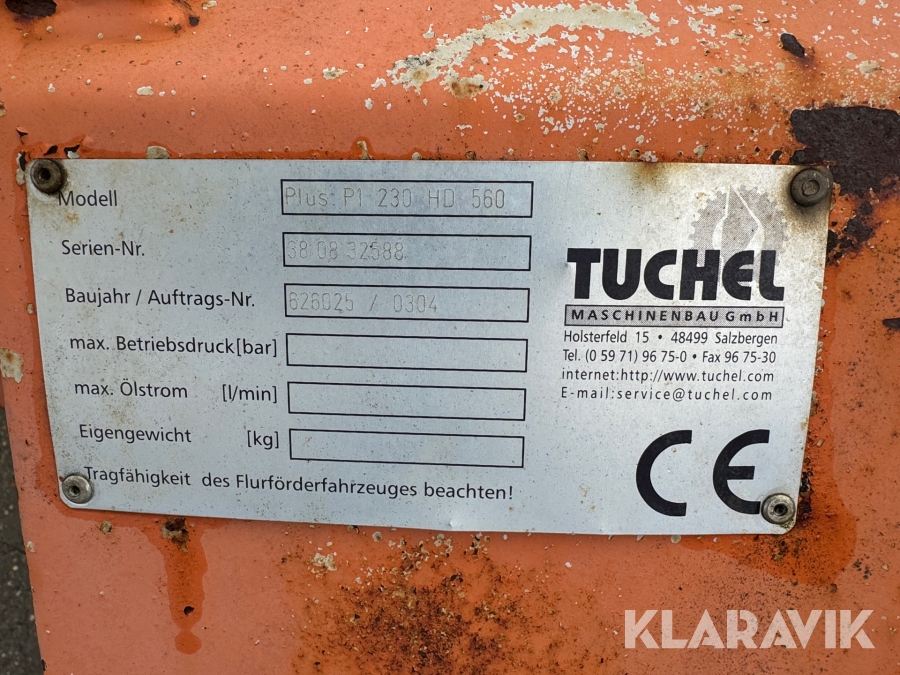 Modell Plus: P1 230 HD 560
Serien-Nr. 38 08 32588
Baujahr / Auftrags-Nr. 626025 / 0304
max. Betriebsdruck [bar]
max. Ölstrom [l/min]
Eigengewicht [kg]
Tragfähigkeit des Flurförderfahrzeuges beachten!
TUCHEL
MASCHINENBAU GmbH
Holsterfeld 15 • 48499 Salzbergen
Tel. (0 59 71) 96 75-0 • Fax 96 75-30
internet:http://www.tuchel.com
E-mail:service@tuchel.com
CE
KLARAVIK